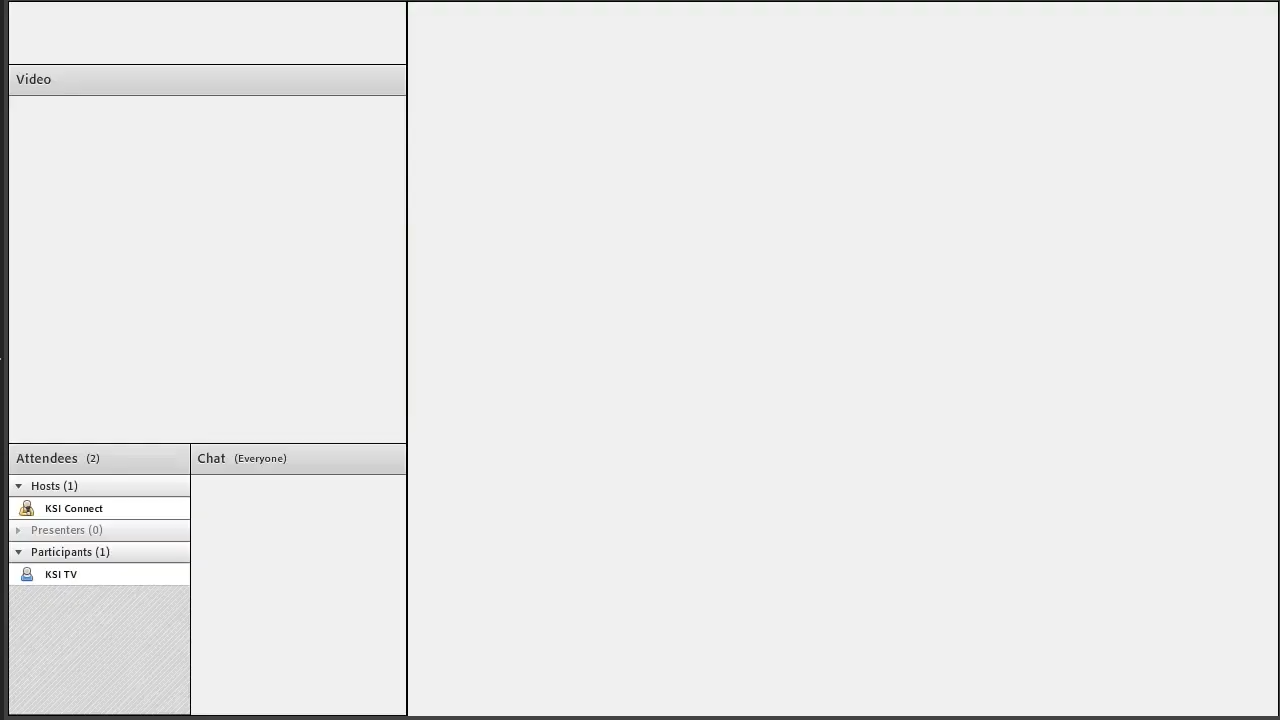 Video
Attendees (2)
Chat (Everyone)
Hosts (1)
KSI Connect
Presenters (0)
Participants (1)
KSI TV